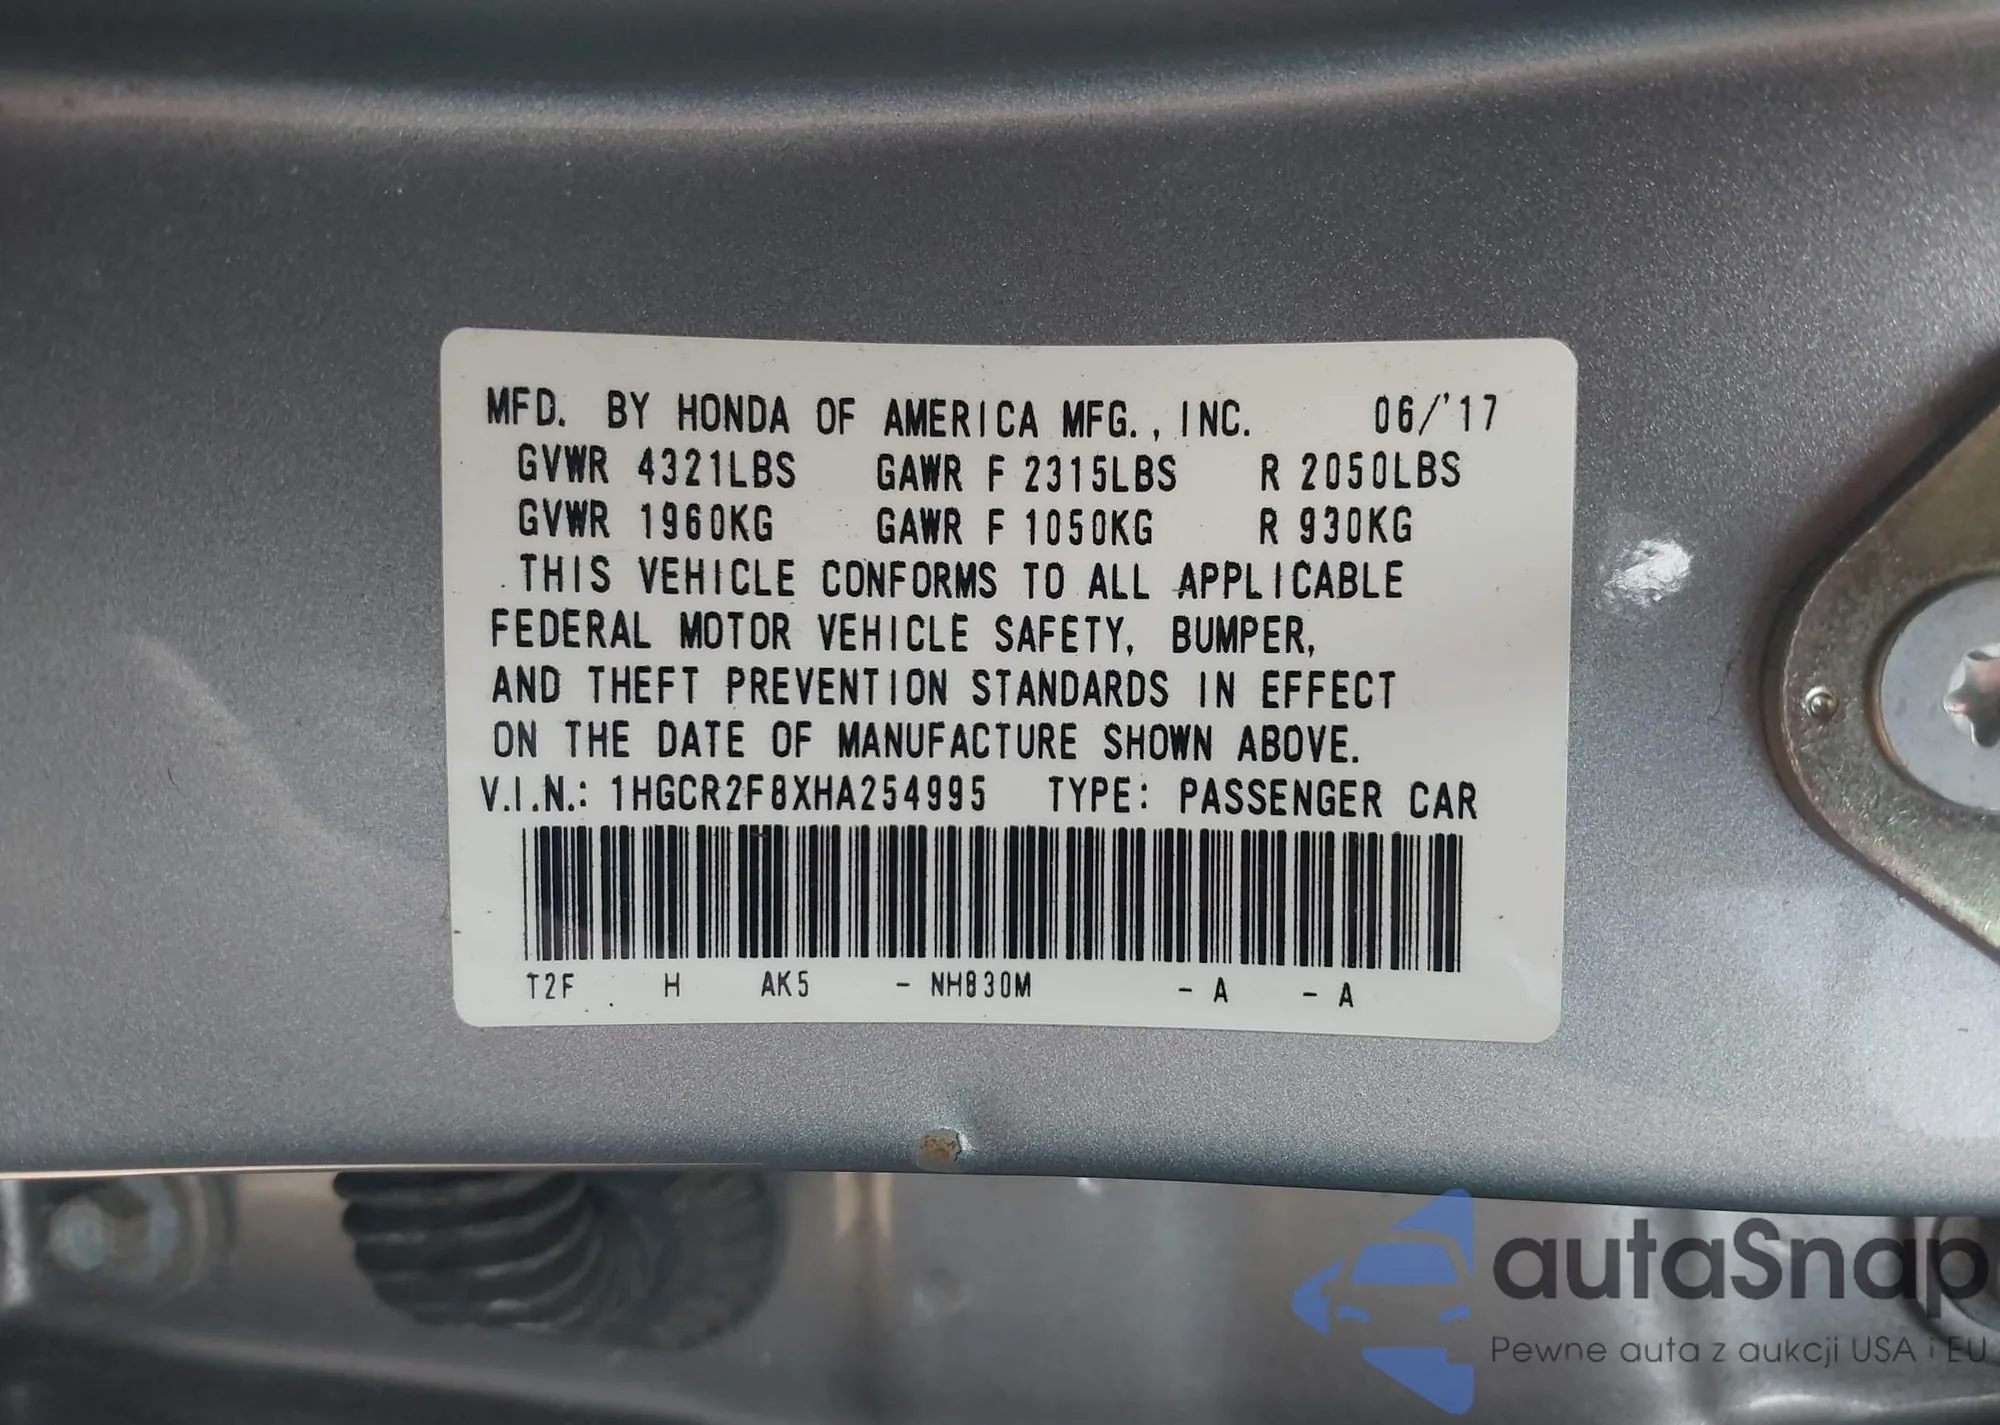 MFD. BY HONDA OF AMERICA MFG., INC. 06/'17
GVWR 4321LBS GAWR F 2315LBS R 2050LBS
GVWR 1960KG GAWR F 1050KG R 930KG
THIS VEHICLE CONFORMS TO ALL APPLICABLE
FEDERAL MOTOR VEHICLE SAFETY, BUMPER,
AND THEFT PREVENTION STANDARDS IN EFFECT
ON THE DATE OF MANUFACTURE SHOWN ABOVE.
V.I.N.: 1HGCR2F8XHA254995 TYPE: PASSENGER CAR
T2F H AK5 - NH830M - A - A
autaSnap
Pewne auta z aukcji USA i EU